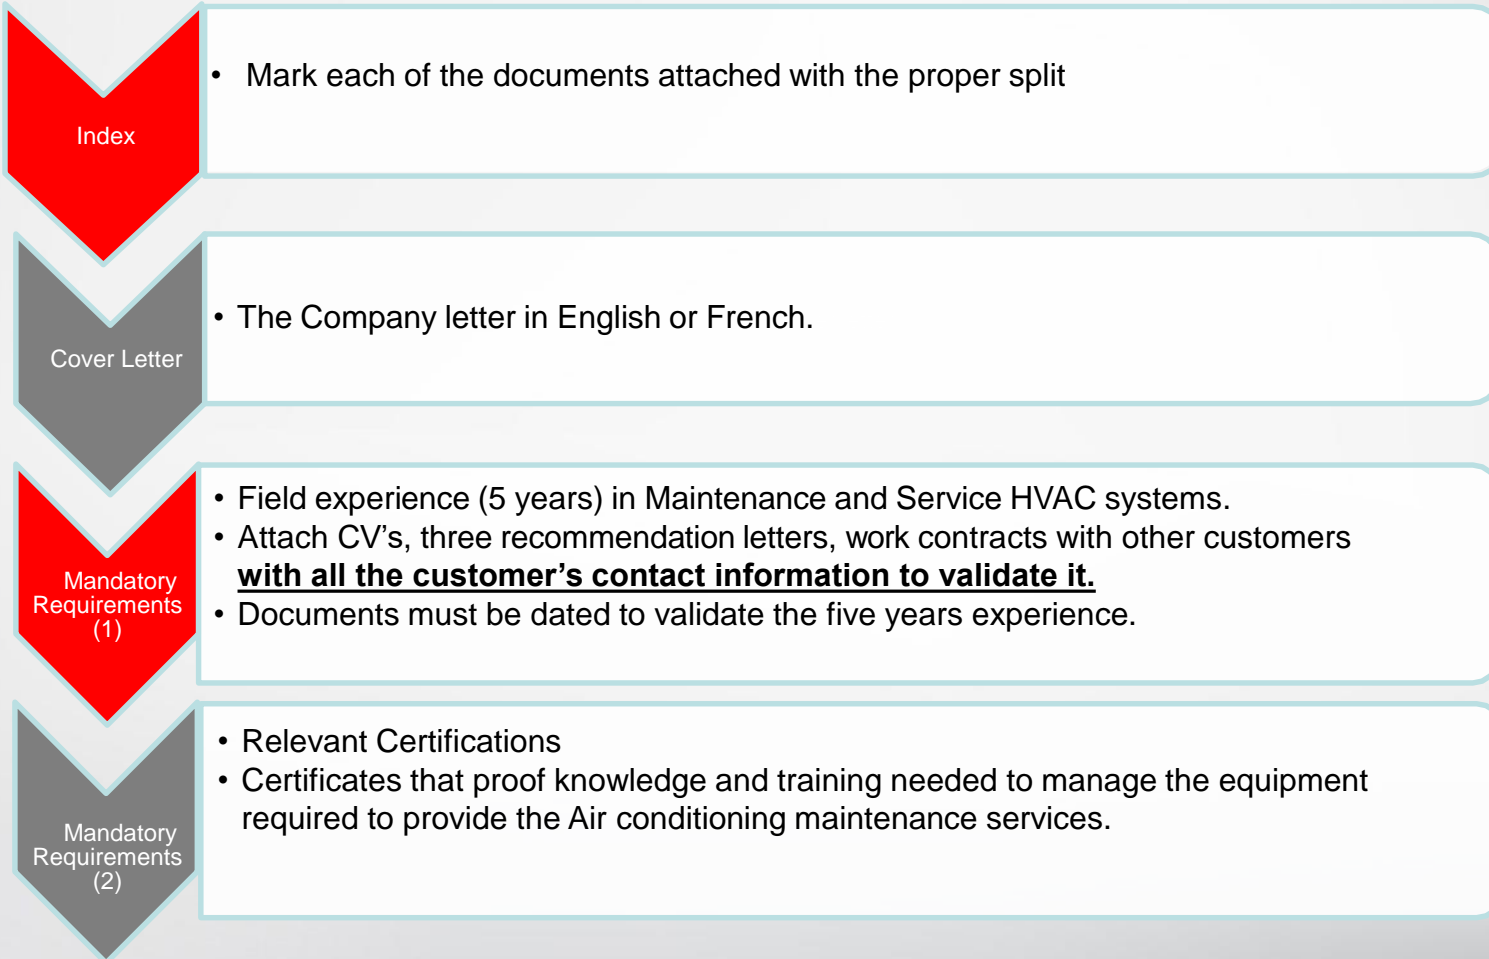 Index
• Mark each of the documents attached with the proper split
Cover Letter
• The Company letter in English or French.
Mandatory
Requirements
(1)
• Field experience (5 years) in Maintenance and Service HVAC systems.
• Attach CV’s, three recommendation letters, work contracts with other customers
with all the customer’s contact information to validate it.
• Documents must be dated to validate the five years experience.
Mandatory
Requirements
(2)
• Relevant Certifications
• Certificates that proof knowledge and training needed to manage the equipment
required to provide the Air conditioning maintenance services.